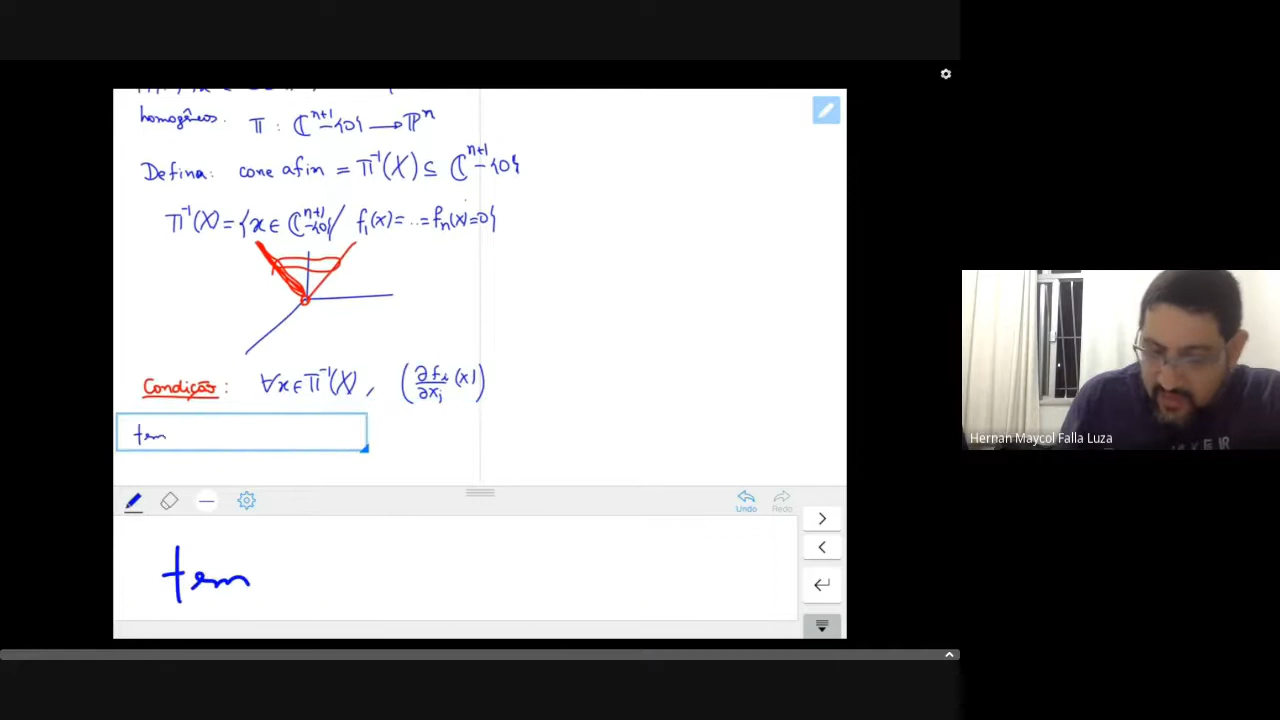 homogêneos. π : ℂⁿ⁺¹-{0} → ℙⁿ
Defina: cone afin = π⁻¹(X) ⊆ ℂⁿ⁺¹-{0}
π⁻¹(X) = {x ∈ ℂⁿ⁺¹-{0} / f₁(x) = ... = fₙ(x) = 0}
Condição: ∀x ∈ π⁻¹(X), (∂fᵢ/∂xⱼ (x))
tem
Undo
Redo
tem
Hernan Maycol Falla Luza